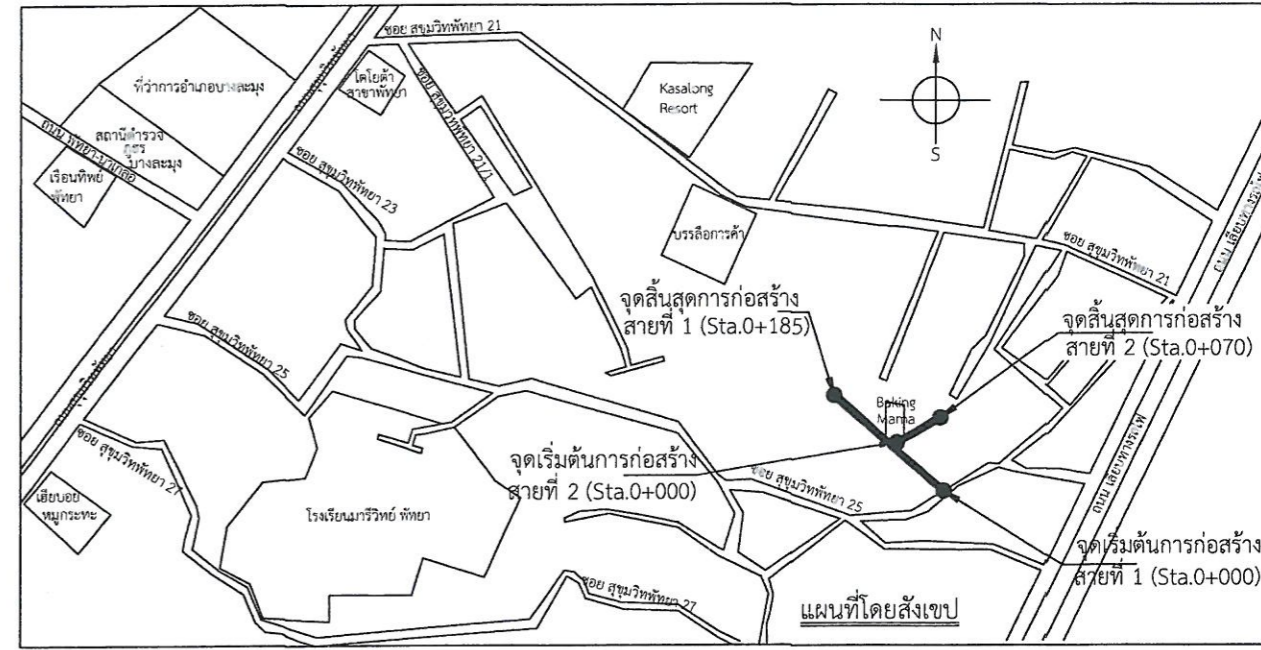 ซอย สุขุมวิทพัทยา 21
N
S
ที่ว่าการอำเภอบางละมุง
โตโยต้า
สาขาพัทยา
ซอย สุขุมวิทพัทยา 21/1
Kasalong
Resort
สถานีตำรวจ
ภูธร
บางละมุง
ถนน พัทยา-นาเกลือ
เรือนทิพย์
พัทยา
ซอย สุขุมวิทพัทยา 23
บรรลือการค้า
ซอย สุขุมวิทพัทยา 21
ถนน เลียบทางรถไฟ
จุดสิ้นสุดการก่อสร้าง
สายที่ 1 (Sta.0+185)
จุดสิ้นสุดการก่อสร้าง
สายที่ 2 (Sta.0+070)
ซอย สุขุมวิทพัทยา 25
Baking
Mama
จุดเริ่มต้นการก่อสร้าง
สายที่ 2 (Sta.0+000)
ซอย สุขุมวิทพัทยา 25
ถนน เลียบทางรถไฟ
ซอย สุขุมวิทพัทยา 27
เฮียบอย
หมูกระทะ
โรงเรียนมารีวิทย์ พัทยา
จุดเริ่มต้นการก่อสร้าง
สายที่ 1 (Sta.0+000)
ซอย สุขุมวิทพัทยา 27
แผนที่โดยสังเขป